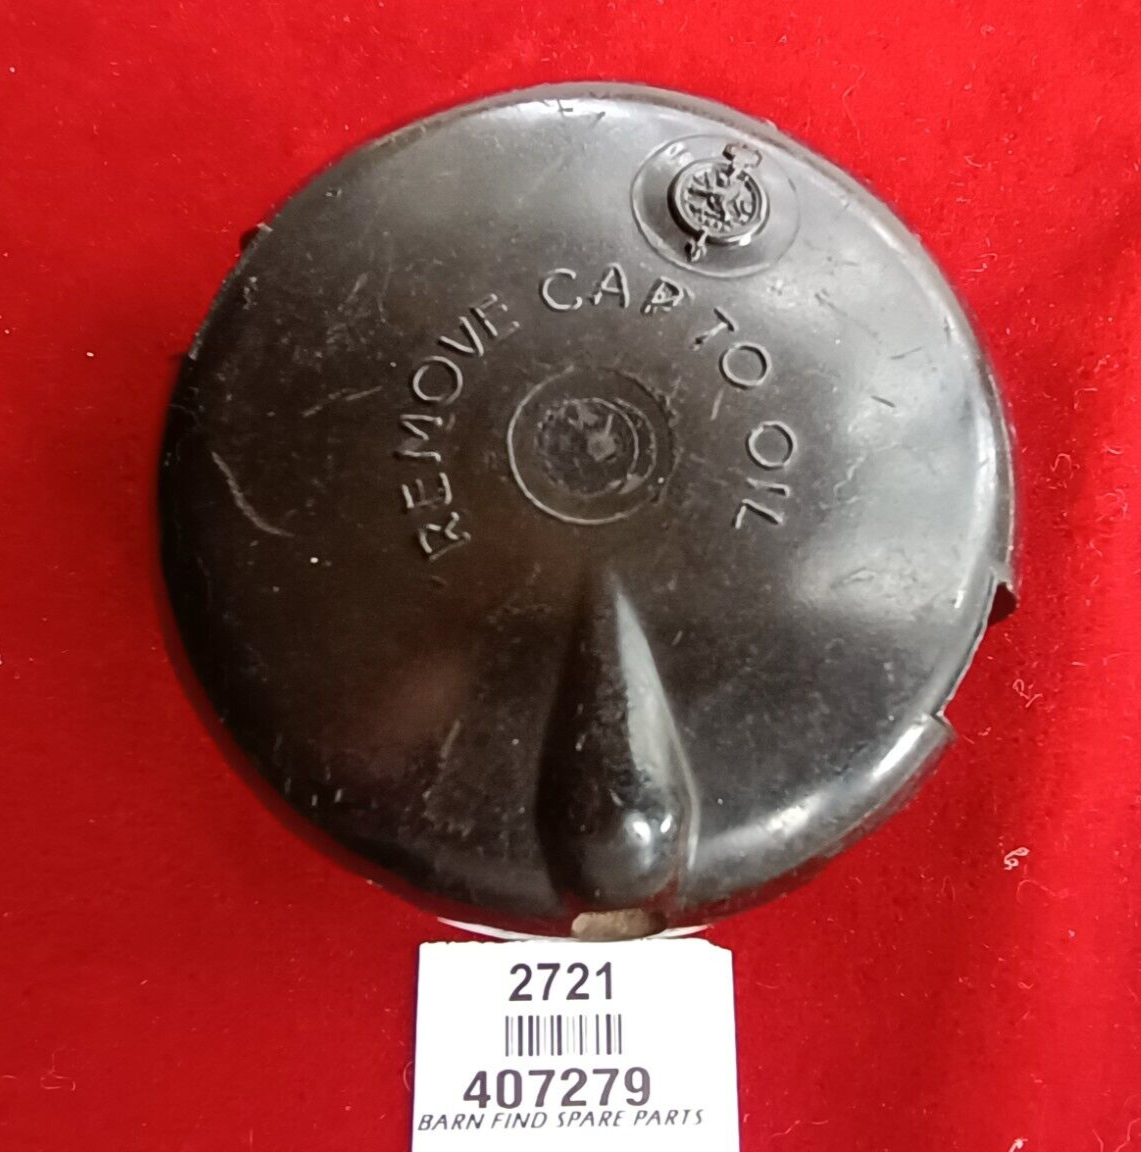 REMOVE CAP TO OIL
2721
407279
BARN FIND SPARE PARTS